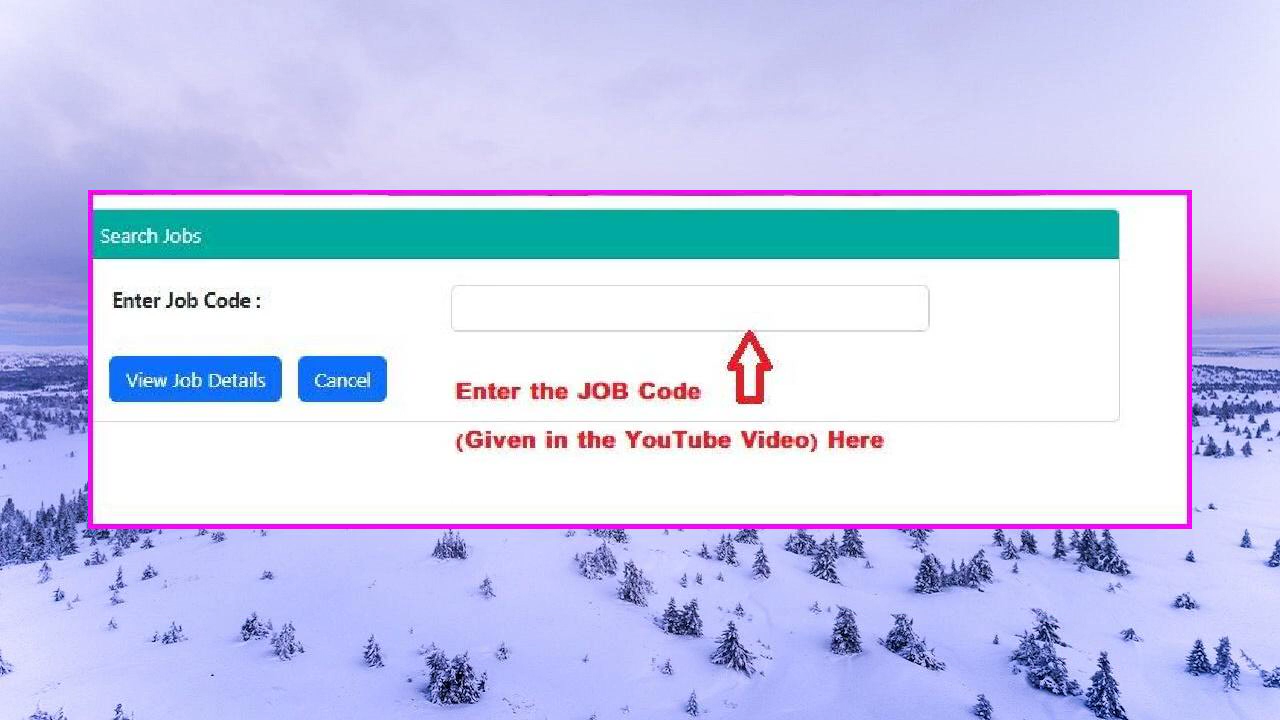 Search Jobs
Enter Job Code :
View Job Details
Cancel
Enter the JOB Code
(Given in the YouTube Video) Here